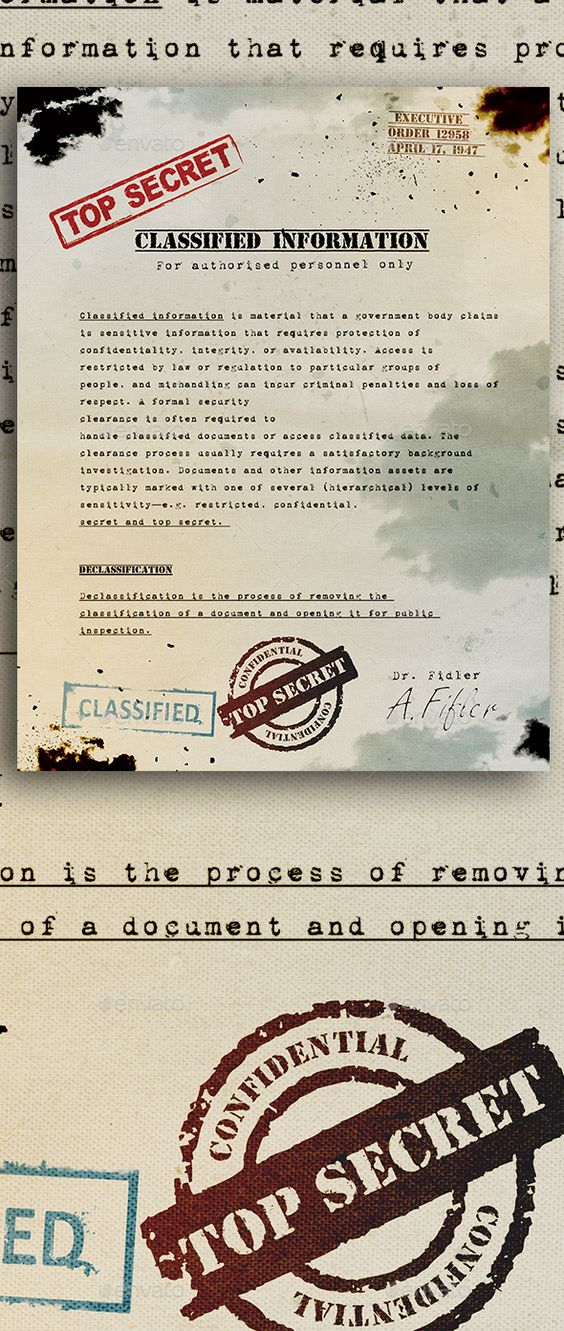 nformation that requires pro
EXECUTIVE
ORDER 12958
APRIL 17, 1947
TOP SECRET
CLASSIFIED INFORMATION
For authorised personnel only
Classified information is material that a government body claims
is sensitive information that requires protection of
confidentiality, integrity, or availability. Access is
restricted by law or regulation to particular groups of
people, and mishandling can incur criminal penalties and loss of
respect. A formal security
clearance is often required to
handle classified documents or access classified data. The
clearance process usually requires a satisfactory background
investigation. Documents and other information assets are
typically marked with one of several (hierarchical) levels of
sensitivity—e.g. restricted, confidential,
secret and top secret.
DECLASSIFICATION
Declassification is the process of removing the
classification of a document and opening it for public
inspection.
CLASSIFIED
CONFIDENTIAL
TOP SECRET
CONFIDENTIAL
Dr. Fidler
A. Fifler
on is the process of removin
of a document and opening i
envato
envato
CONFIDENTIAL
TOP SECRET
CONFIDENTIAL
ED